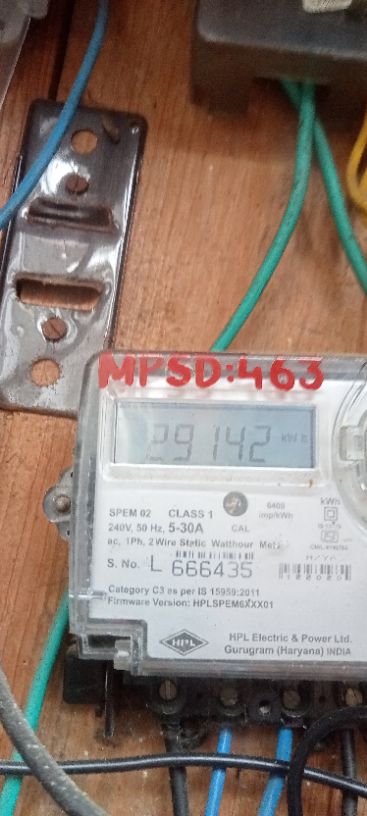 MPSD:463
29142 kWh
SPEM 02 CLASS 1
240V, 50 Hz, 5-30A CAL
6400 imp/kWh
kWh
ac, 1Ph, 2 Wire Static Watthour
S. No. L 666435
Category C3 as per IS 15959:2011
Firmware Version:
HPL
HPL Electric & Power Ltd.
Gurugram (Haryana) INDIA